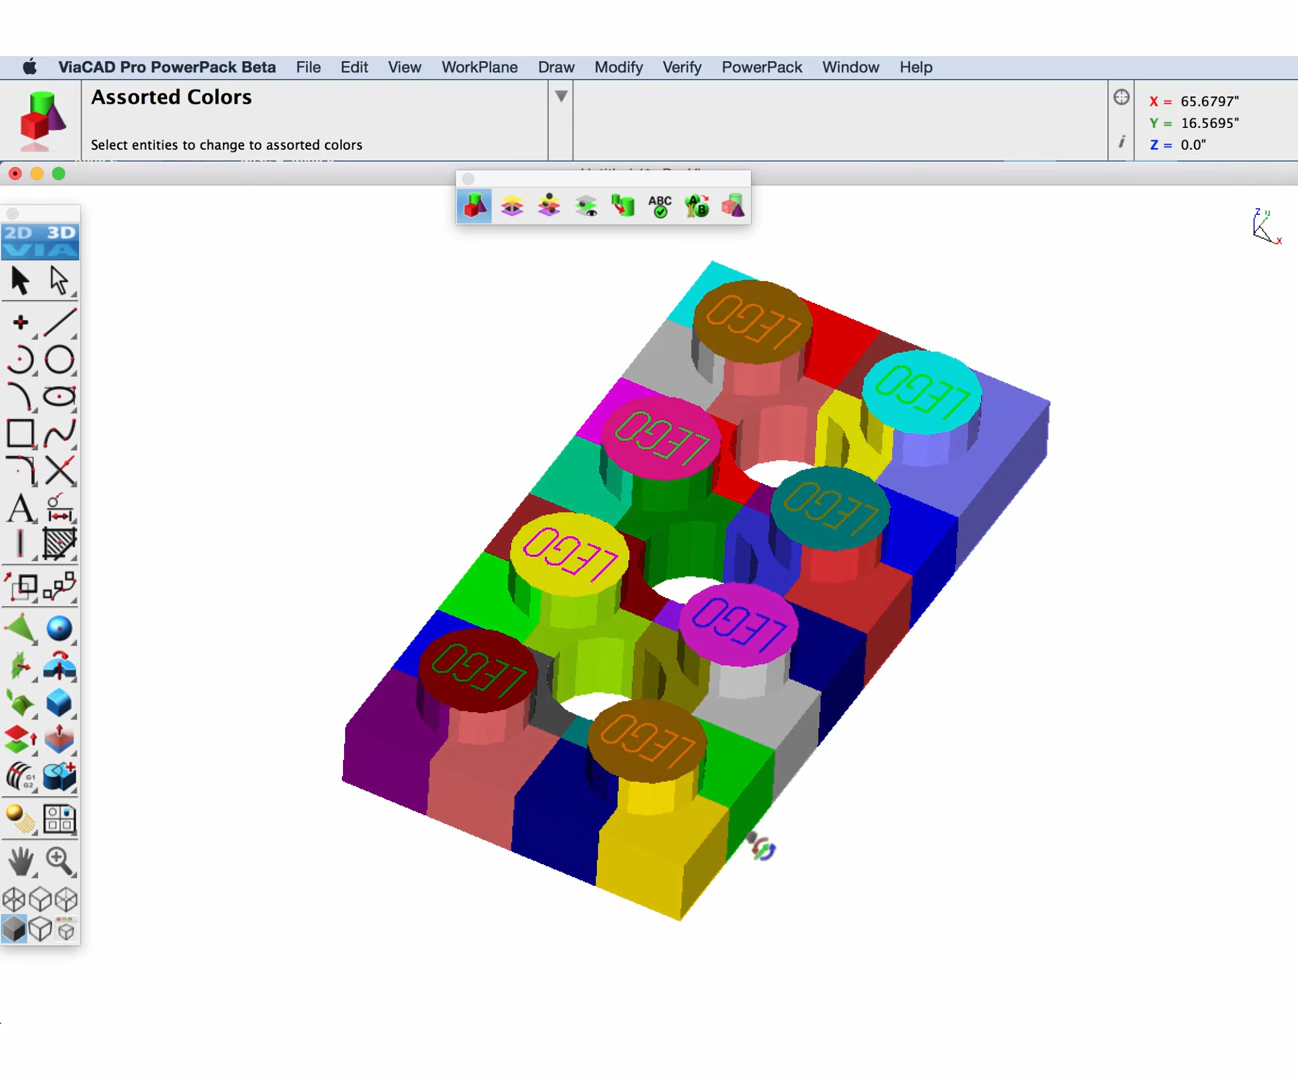 ViaCAD Pro PowerPack Beta File Edit View WorkPlane Draw Modify Verify PowerPack Window Help
Assorted Colors
Select entities to change to assorted colors
X = 65.6797"
Y = 16.5695"
Z = 0.0"
i
ABC
A
B
2D 3D
VIA
z y
x
A
G1
G2
LEGO
LEGO
LEGO
LEGO
LEGO
LEGO
LEGO
LEGO